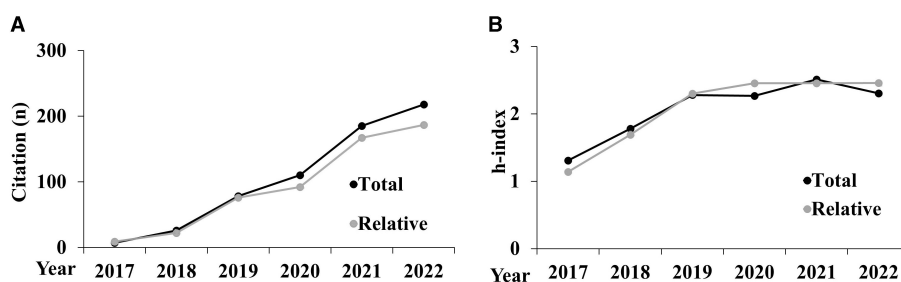 A
300
200
100
0
Citation (n)
Total
Relative
Year 2017 2018 2019 2020 2021 2022
B
3
2
1
0
h-index
Total
Relative
Year 2017 2018 2019 2020 2021 2022